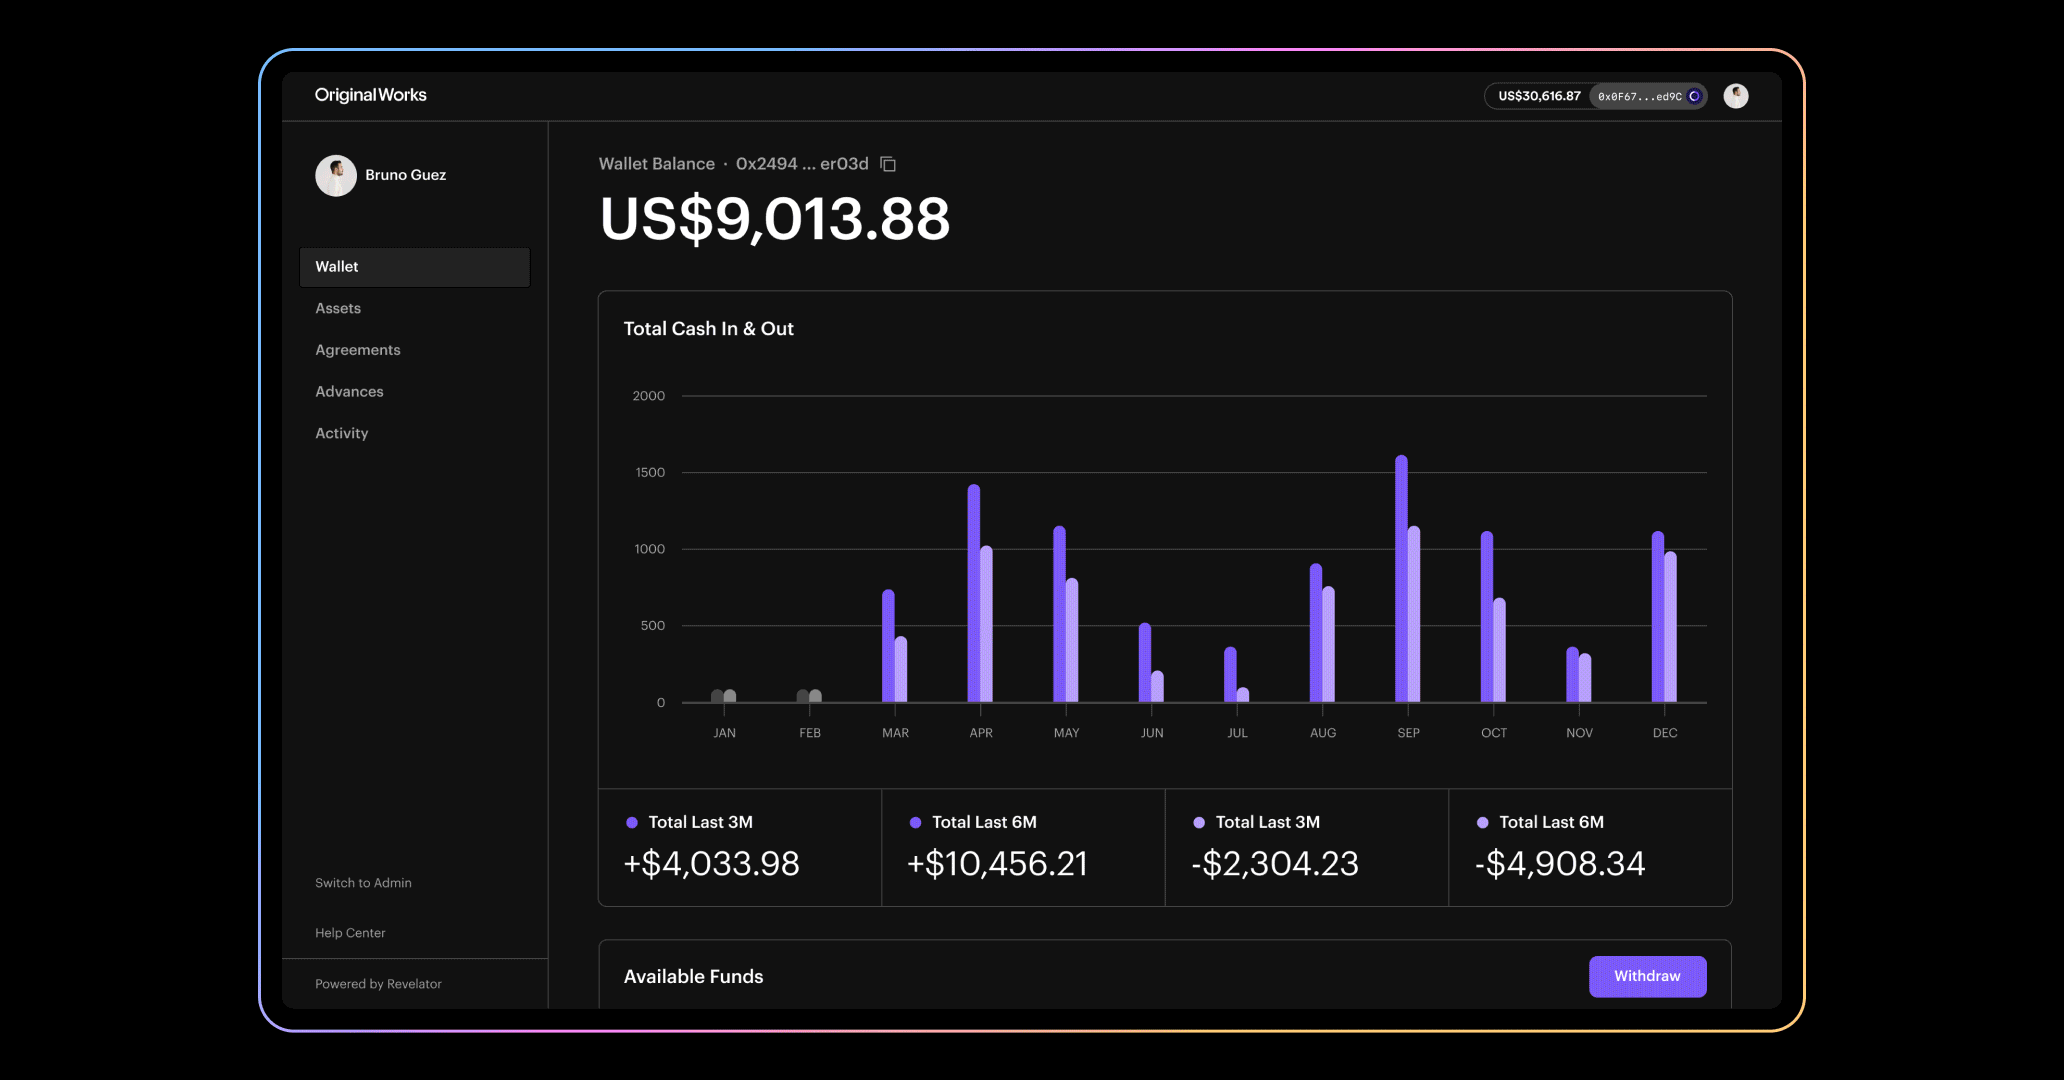 Original Works
US$30,616.87 0x0F67...ed9C
Bruno Guez
Wallet
Assets
Agreements
Advances
Activity
Switch to Admin
Help Center
Powered by Revelator
Wallet Balance · 0x2494 ... er03d
US$9,013.88
Total Cash In & Out
2000
1500
1000
500
0
JAN FEB MAR APR MAY JUN JUL AUG SEP OCT NOV DEC
Total Last 3M
+$4,033.98
Total Last 6M
+$10,456.21
Total Last 3M
-$2,304.23
Total Last 6M
-$4,908.34
Available Funds
Withdraw